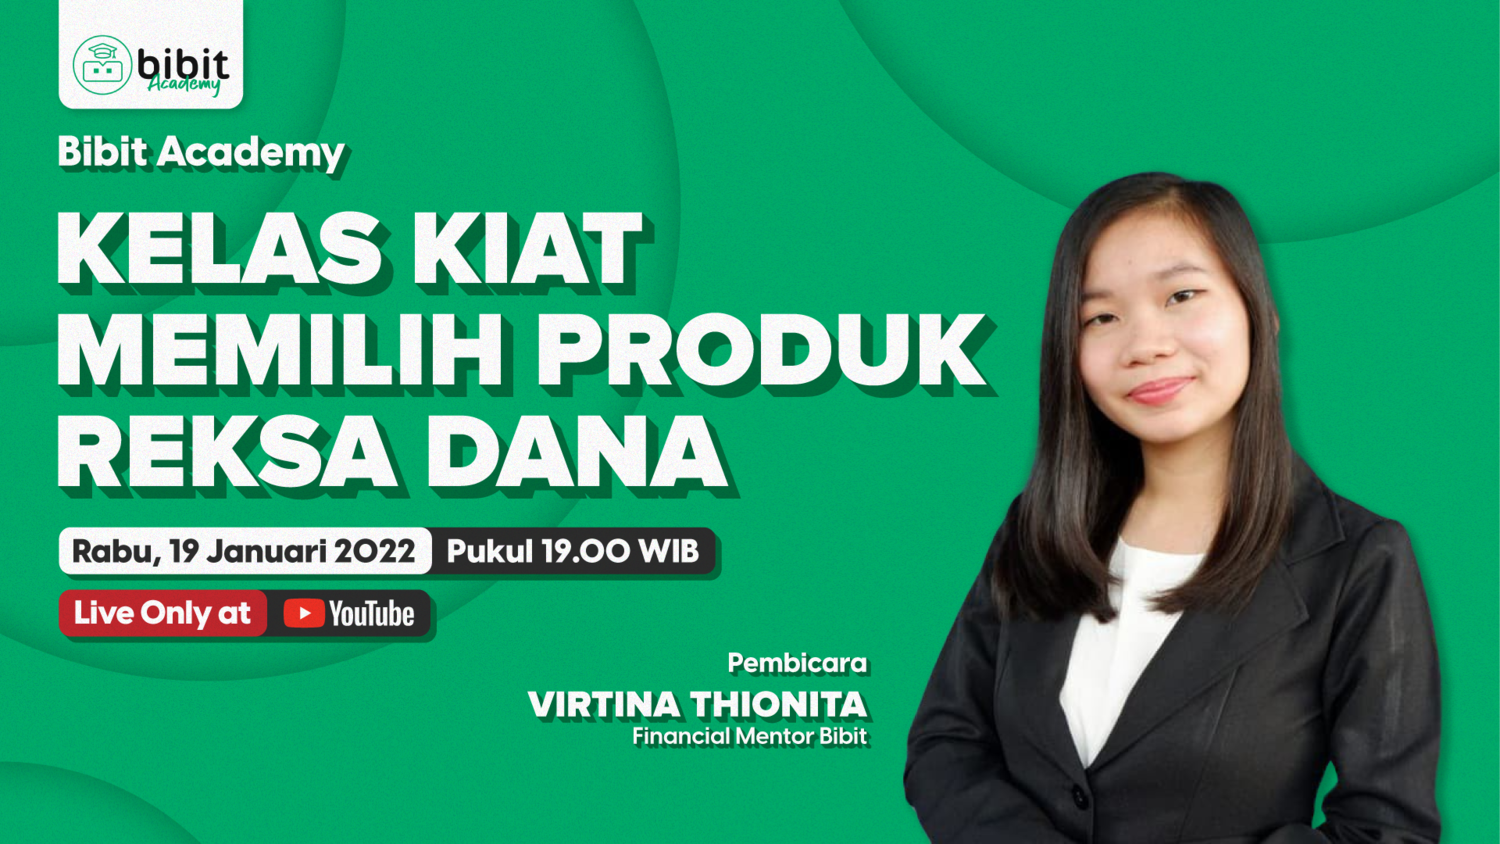 bibit
Academy
Bibit Academy
KELAS KIAT
MEMILIH PRODUK
REKSA DANA
Rabu, 19 Januari 2022 Pukul 19.00 WIB
Live Only at YouTube
Pembicara
VIRTINA THIONITA
Financial Mentor Bibit